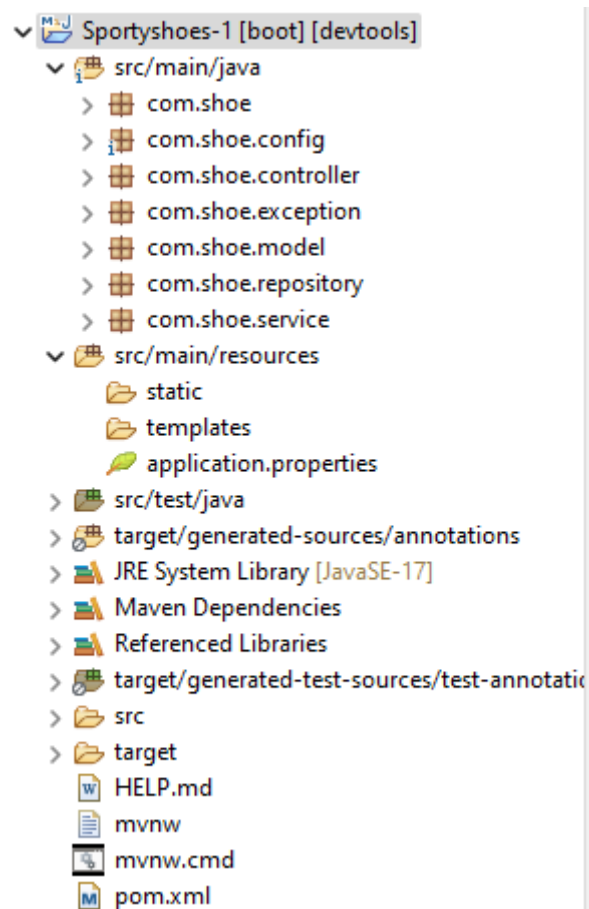 Sportyshoes-1 [boot] [devtools]
src/main/java
com.shoe
com.shoe.config
com.shoe.controller
com.shoe.exception
com.shoe.model
com.shoe.repository
com.shoe.service
src/main/resources
static
templates
application.properties
src/test/java
target/generated-sources/annotations
JRE System Library [JavaSE-17]
Maven Dependencies
Referenced Libraries
target/generated-test-sources/test-annotatio
src
target
HELP.md
mvnw
mvnw.cmd
pom.xml